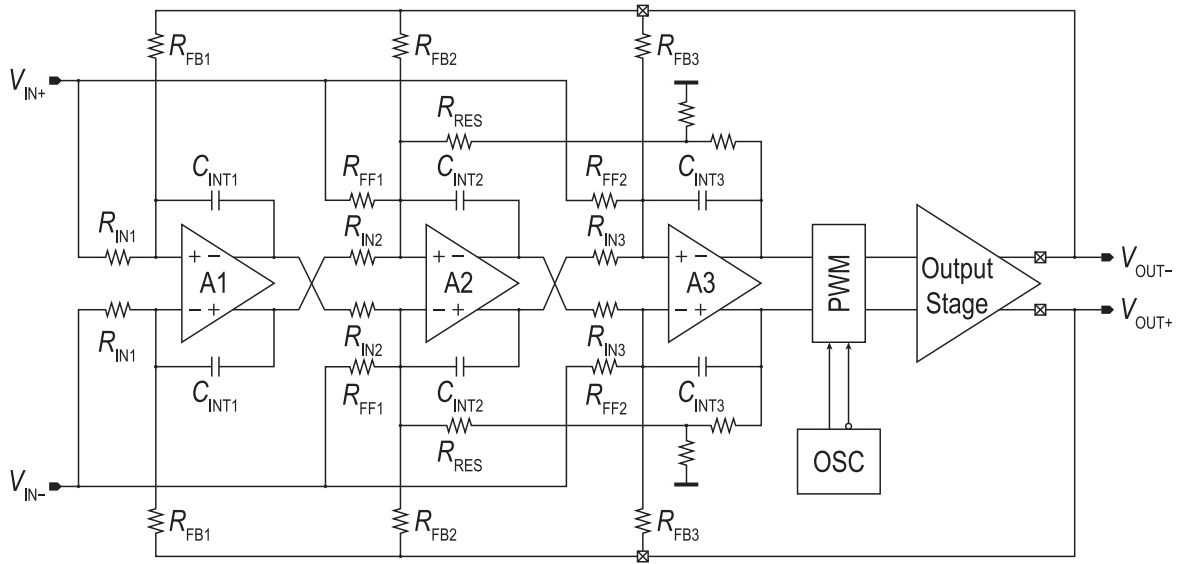 R_FB1 R_FB2 R_FB3
V_IN+
R_RES
C_INT1 R_FF1 C_INT2 R_FF2 C_INT3
R_IN1 R_IN2 R_IN3
+ − + − + −
A1 A2 A3 PWM Output Stage V_OUT−
− + − + − + V_OUT+
R_IN1 R_IN2 R_IN3
C_INT1 R_FF1 C_INT2 R_FF2 C_INT3
R_RES OSC
V_IN−
R_FB1 R_FB2 R_FB3